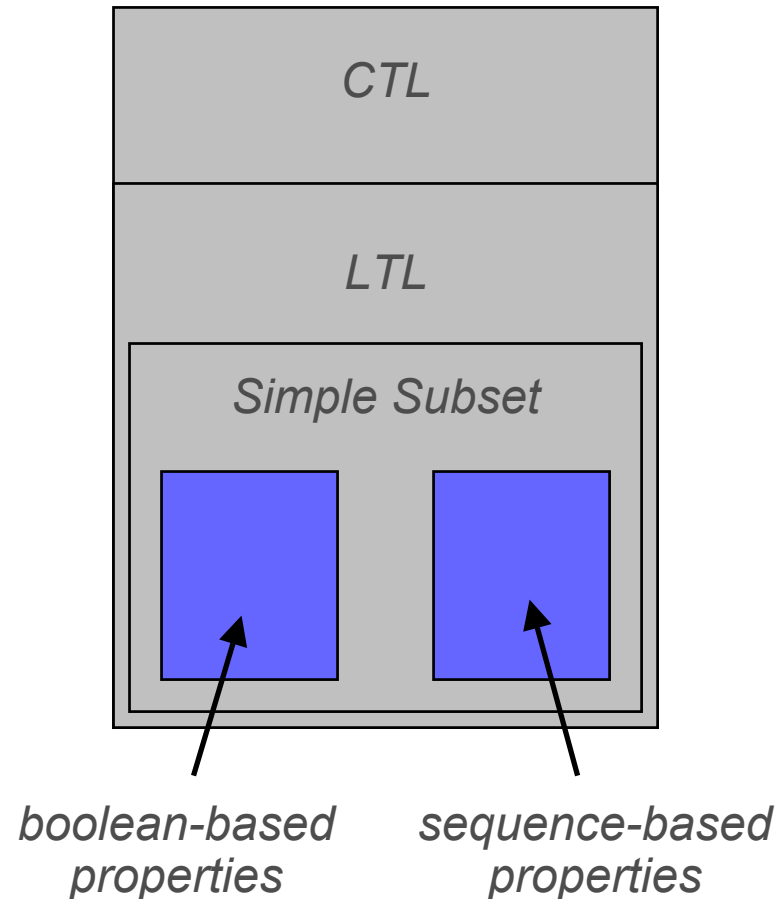 CTL
LTL
Simple Subset
boolean-based
properties
sequence-based
properties